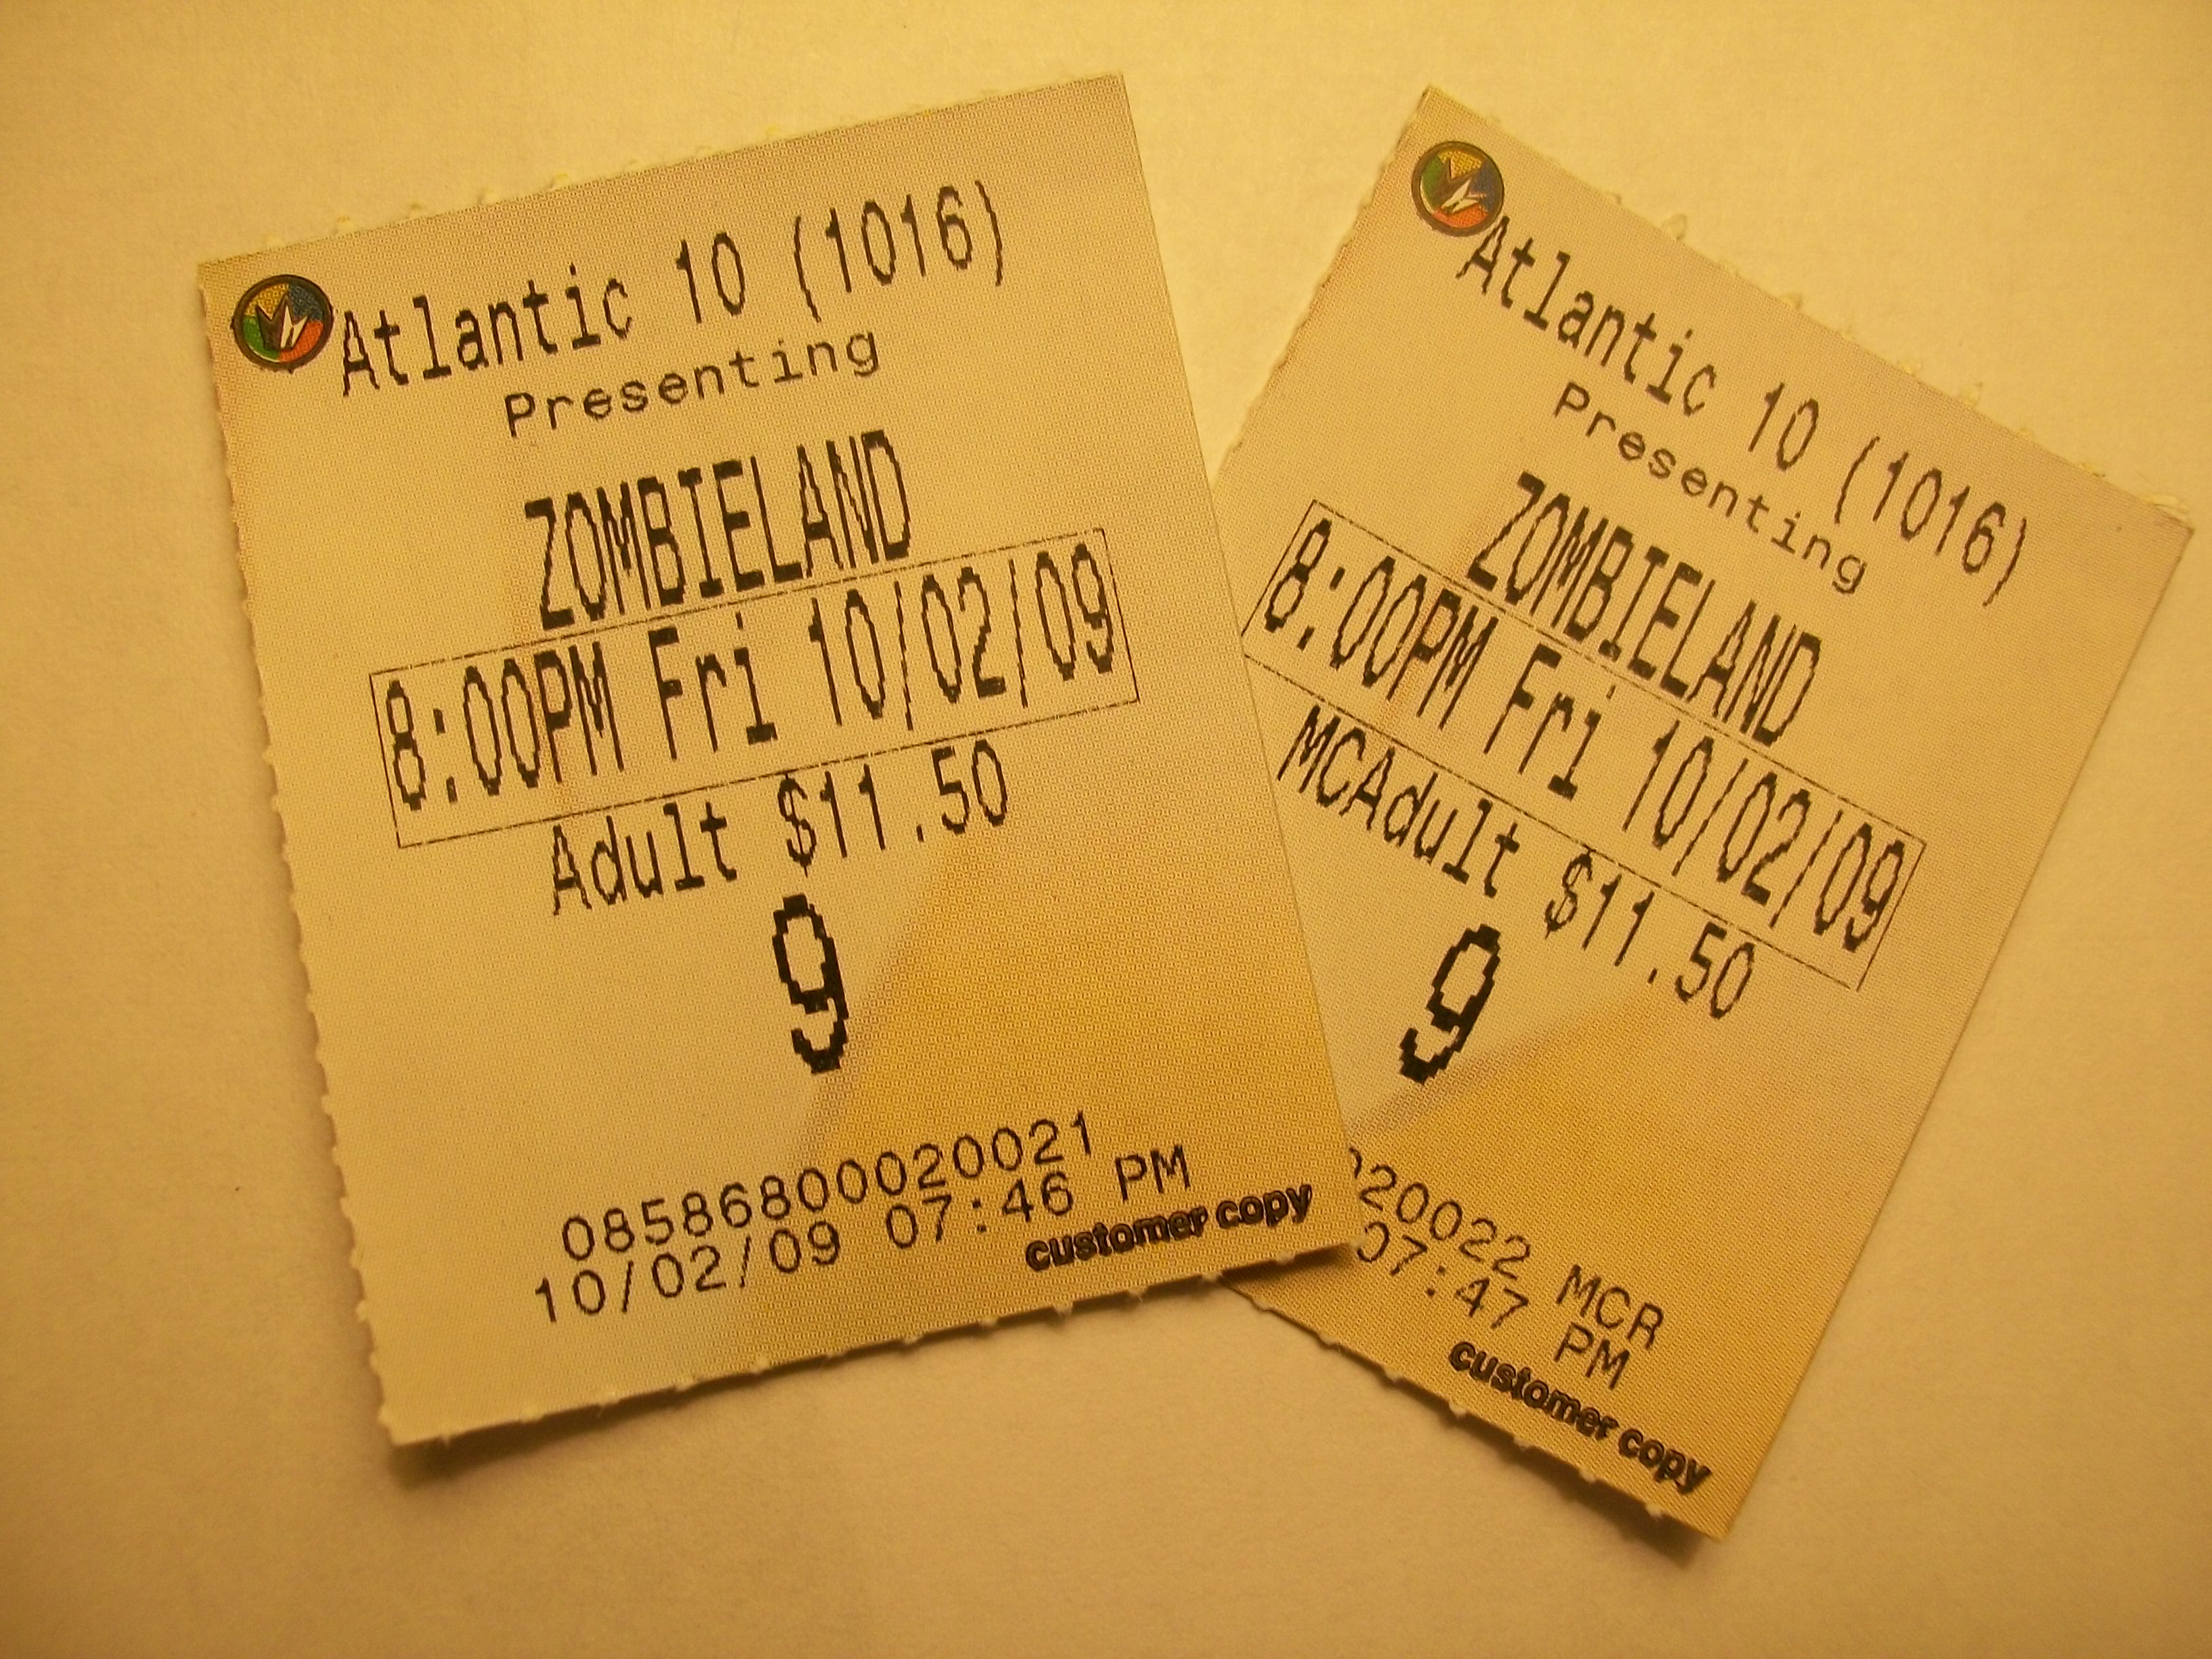 Atlantic 10 (1016)
Presenting
ZOMBIELAND
8:00PM Fri 10/02/09
Adult $11.50
9
08586800020021
10/02/09 07:46 PM
customer copy
Atlantic 10 (1016)
Presenting
ZOMBIELAND
8:00PM Fri 10/02/09
MCAdult $11.50
9
20022 MCR
07:47 PM
customer copy